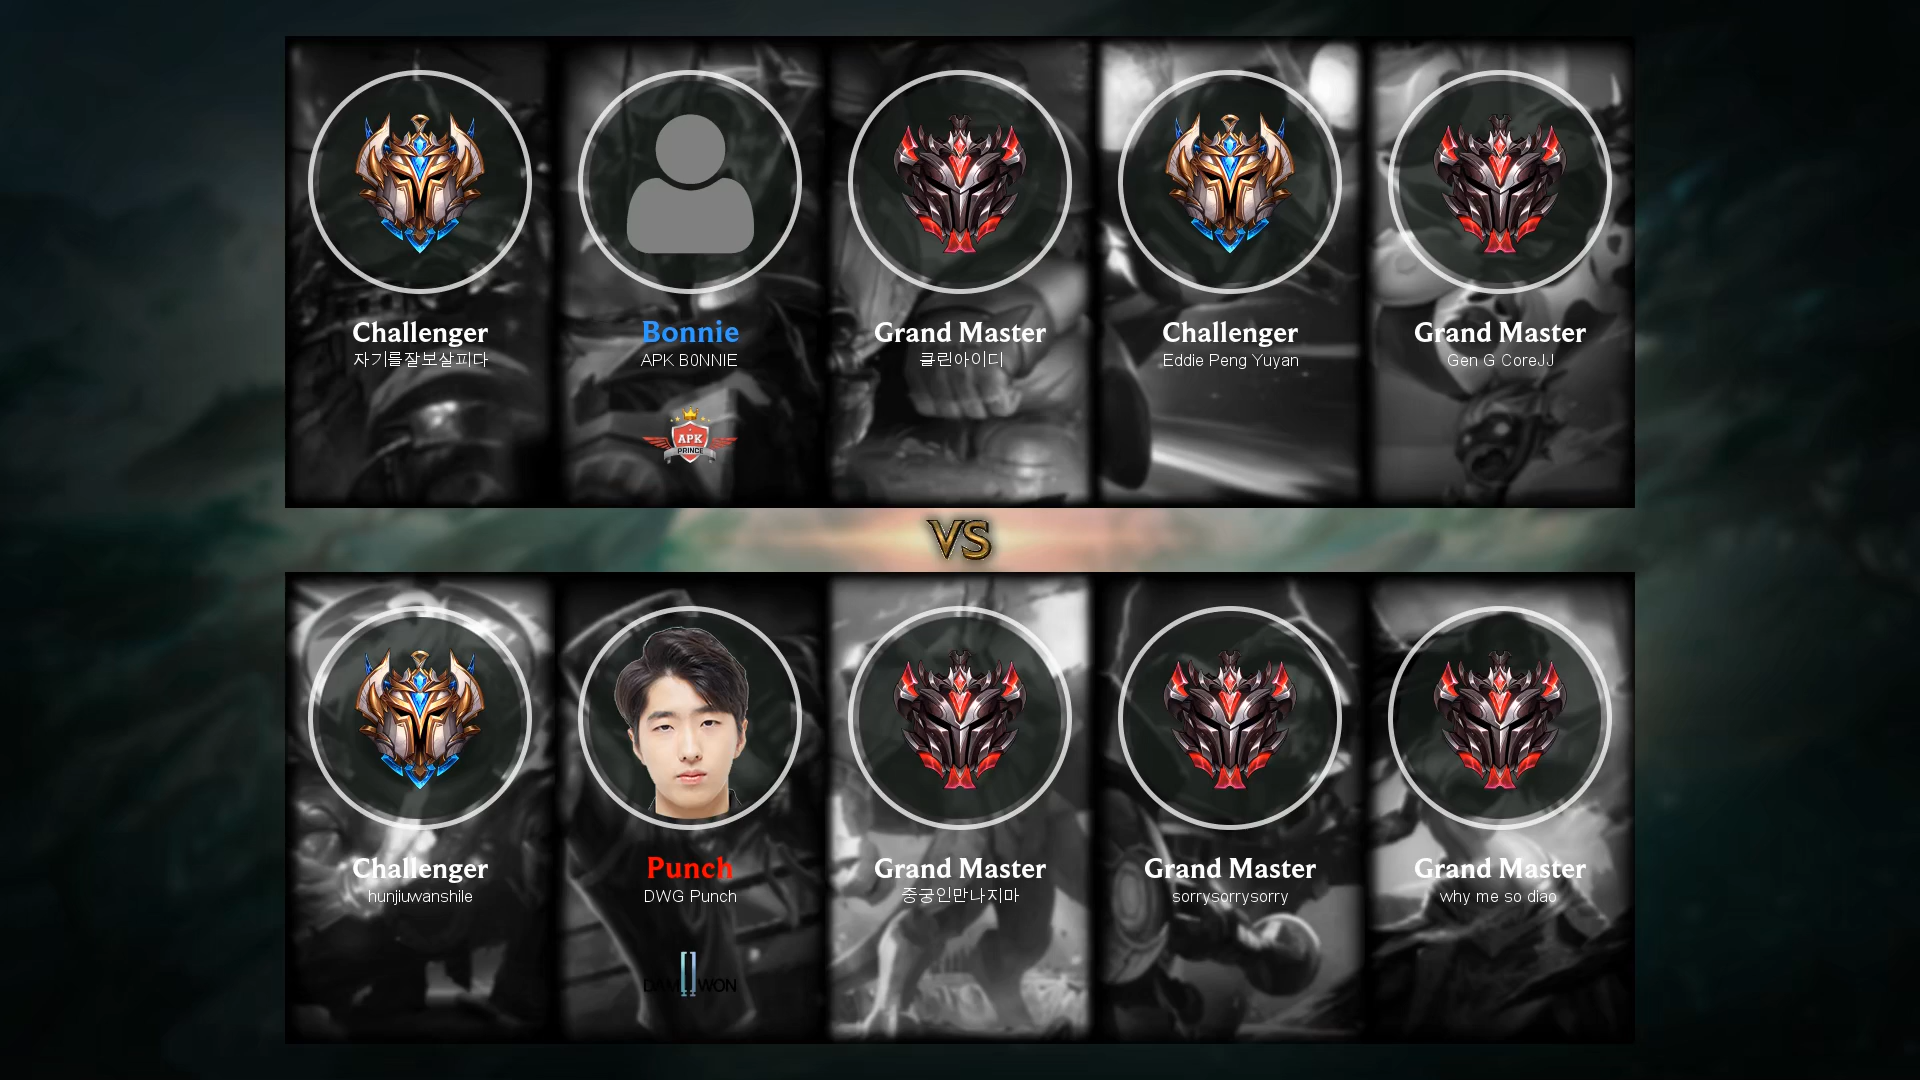 Challenger
자기를잘보살피다
Bonnie
APK B0NNIE
APK
PRINCE
Grand Master
클린아이디
Challenger
Eddie Peng Yuyan
Grand Master
Gen G CoreJJ
VS
Challenger
hunjiuwanshile
Punch
DWG Punch
DAMWON
Grand Master
중궁인만나지마
Grand Master
sorrysorrysorry
Grand Master
why me so diao